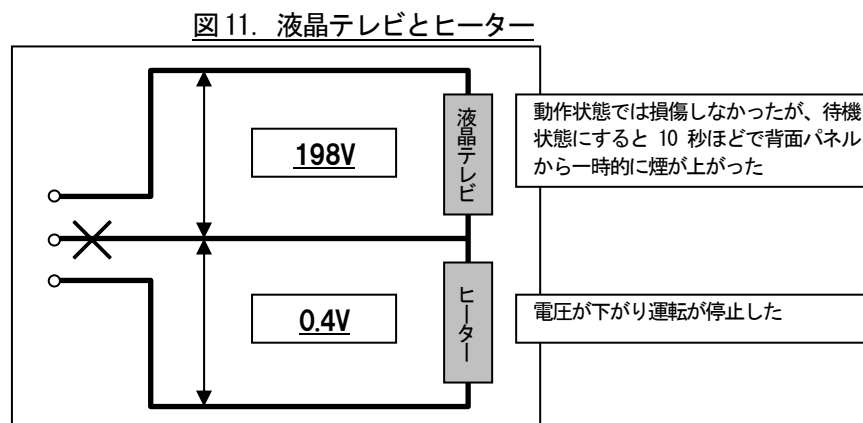 図11. 液晶テレビとヒーター
198V
液晶テレビ
動作状態では損傷しなかったが、待機
状態にすると 10 秒ほどで背面パネル
から一時的に煙が上がった
0.4V
ヒーター
電圧が下がり運転が停止した